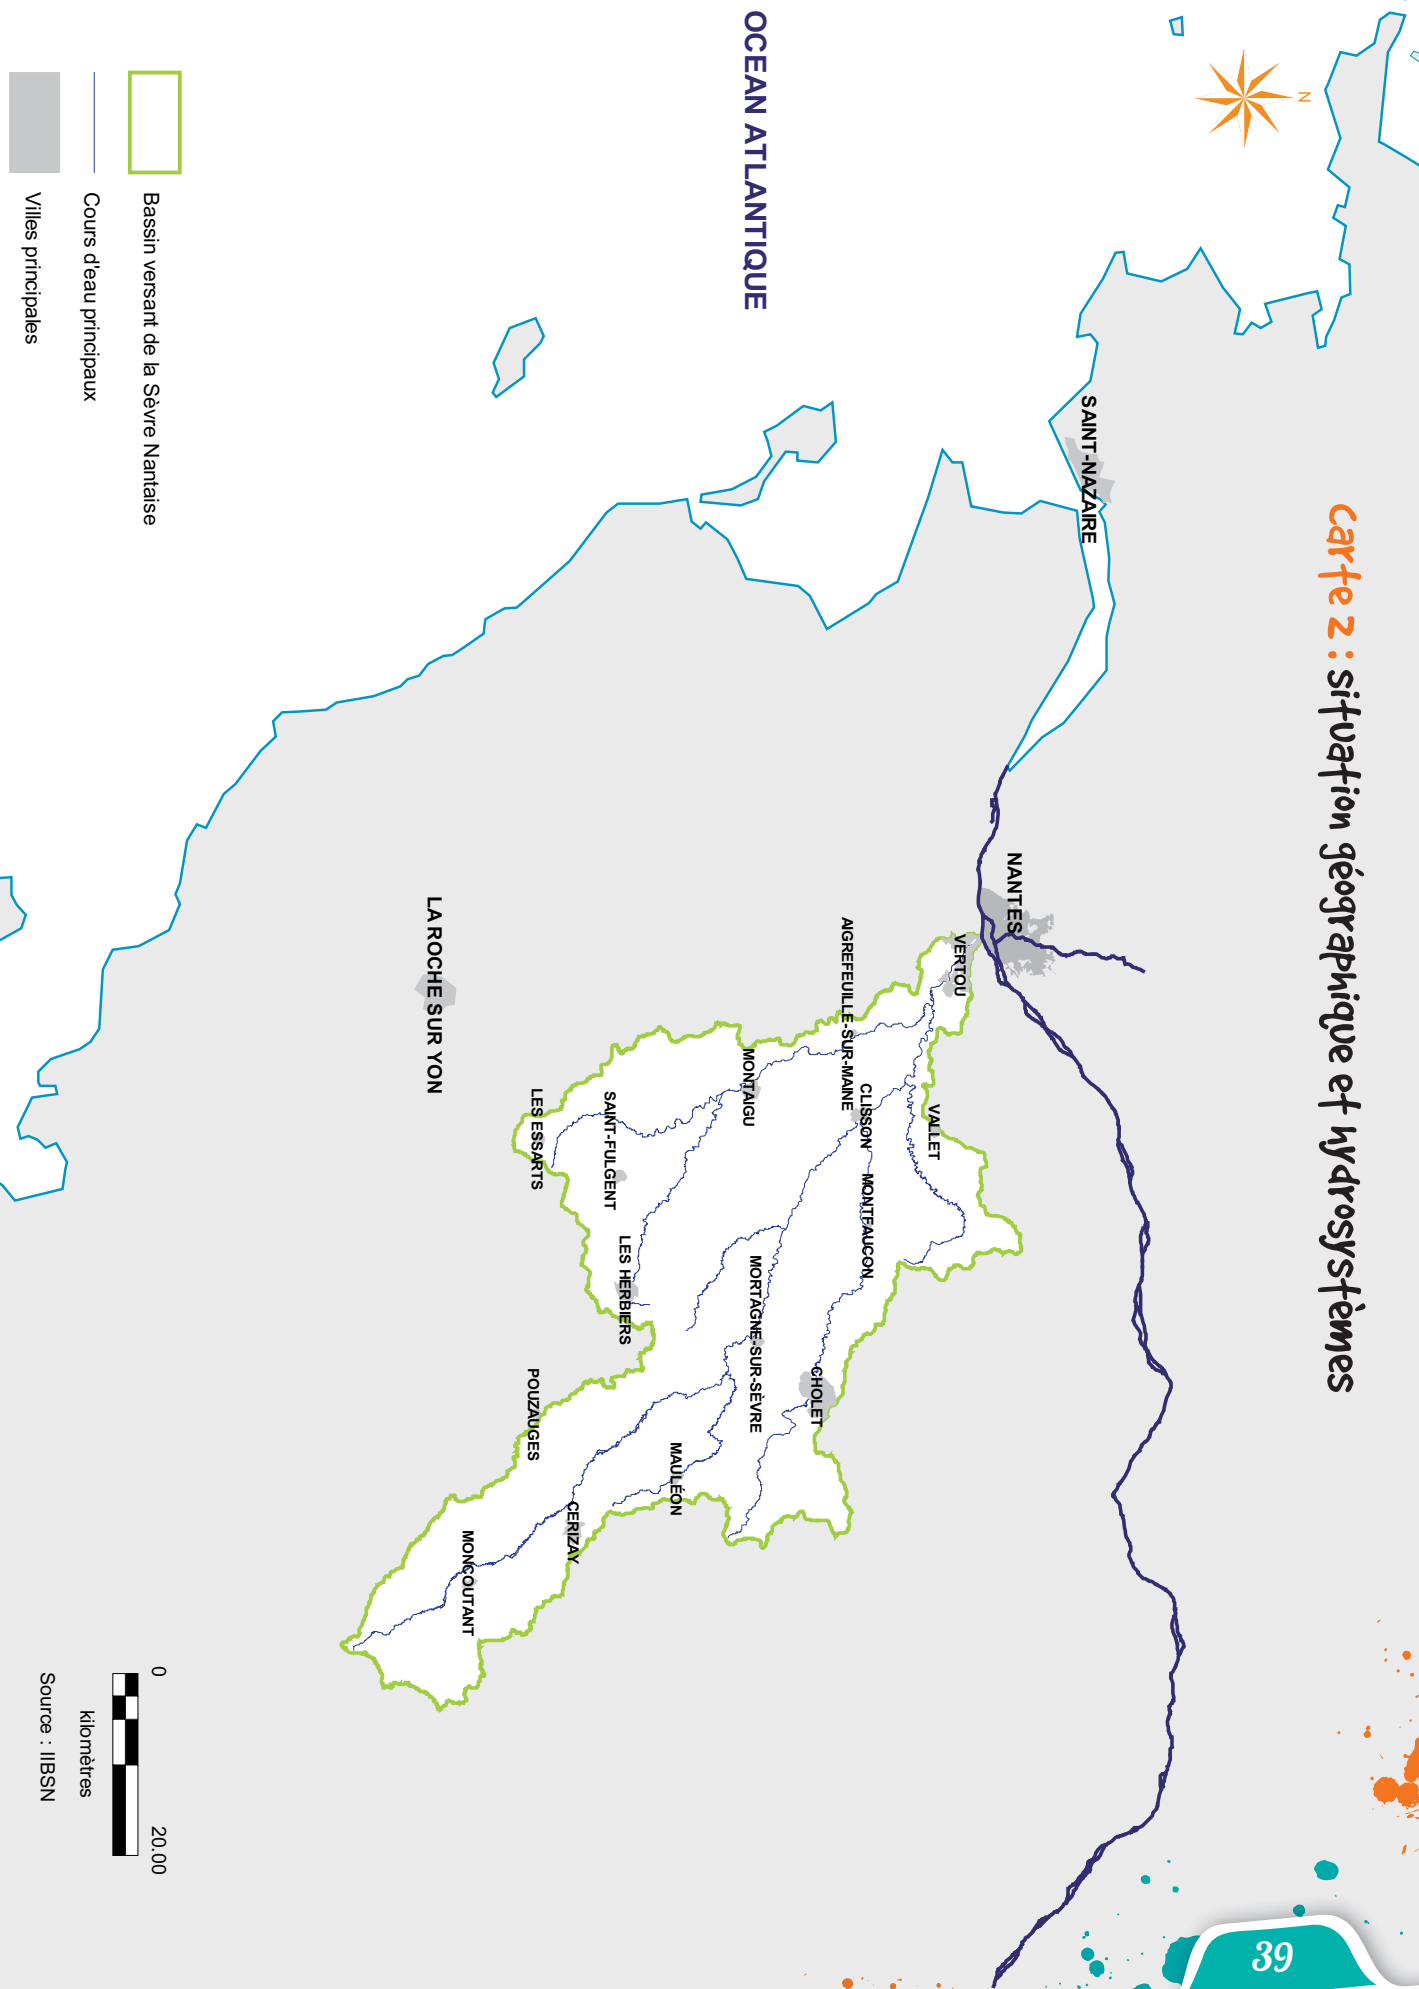 Carte 2 : situation géographique et hydrosystèmes
N
OCEAN ATLANTIQUE
SAINT-NAZAIRE
NANTES
VERTOU
AIGREFEUILLE-SUR-MAINE
VALLET
CLISSON
MONTFAUCON
MONTAIGU
SAINT-FULGENT
LES ESSARTS
LA ROCHE SUR YON
LES HERBIERS
MORTAGNE-SUR-SÈVRE
CHOLET
POUZAUGES
MAULÉON
CERIZAY
MONCOUTANT
Bassin versant de la Sèvre Nantaise
Cours d'eau principaux
Villes principales
0 20.00
kilomètres
Source : IIBSN
39